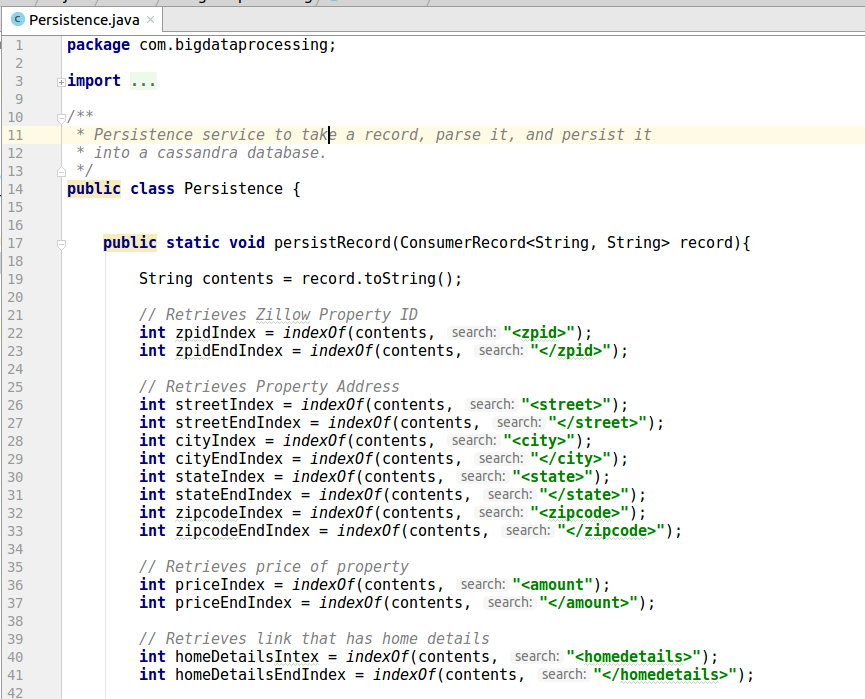 Persistence.java
1 package com.bigdataprocessing;
2
3 import ...
9
10 /**
11 * Persistence service to take a record, parse it, and persist it
12 * into a cassandra database.
13 */
14 public class Persistence {
15
16
17 public static void persistRecord(ConsumerRecord<String, String> record){
18
19 String contents = record.toString();
20
21 // Retrieves Zillow Property ID
22 int zpidIndex = indexOf(contents, search: "<zpid>");
23 int zpidEndIndex = indexOf(contents, search: "</zpid>");
24
25 // Retrieves Property Address
26 int streetIndex = indexOf(contents, search: "<street>");
27 int streetEndIndex = indexOf(contents, search: "</street>");
28 int cityIndex = indexOf(contents, search: "<city>");
29 int cityEndIndex = indexOf(contents, search: "</city>");
30 int stateIndex = indexOf(contents, search: "<state>");
31 int stateEndIndex = indexOf(contents, search: "</state>");
32 int zipcodeIndex = indexOf(contents, search: "<zipcode>");
33 int zipcodeEndIndex = indexOf(contents, search: "</zipcode>");
34
35 // Retrieves price of property
36 int priceIndex = indexOf(contents, search: "<amount");
37 int priceEndIndex = indexOf(contents, search: "</amount>");
38
39 // Retrieves link that has home details
40 int homeDetailsIntex = indexOf(contents, search: "<homedetails>");
41 int homeDetailsEndIndex = indexOf(contents, search: "</homedetails>");
42